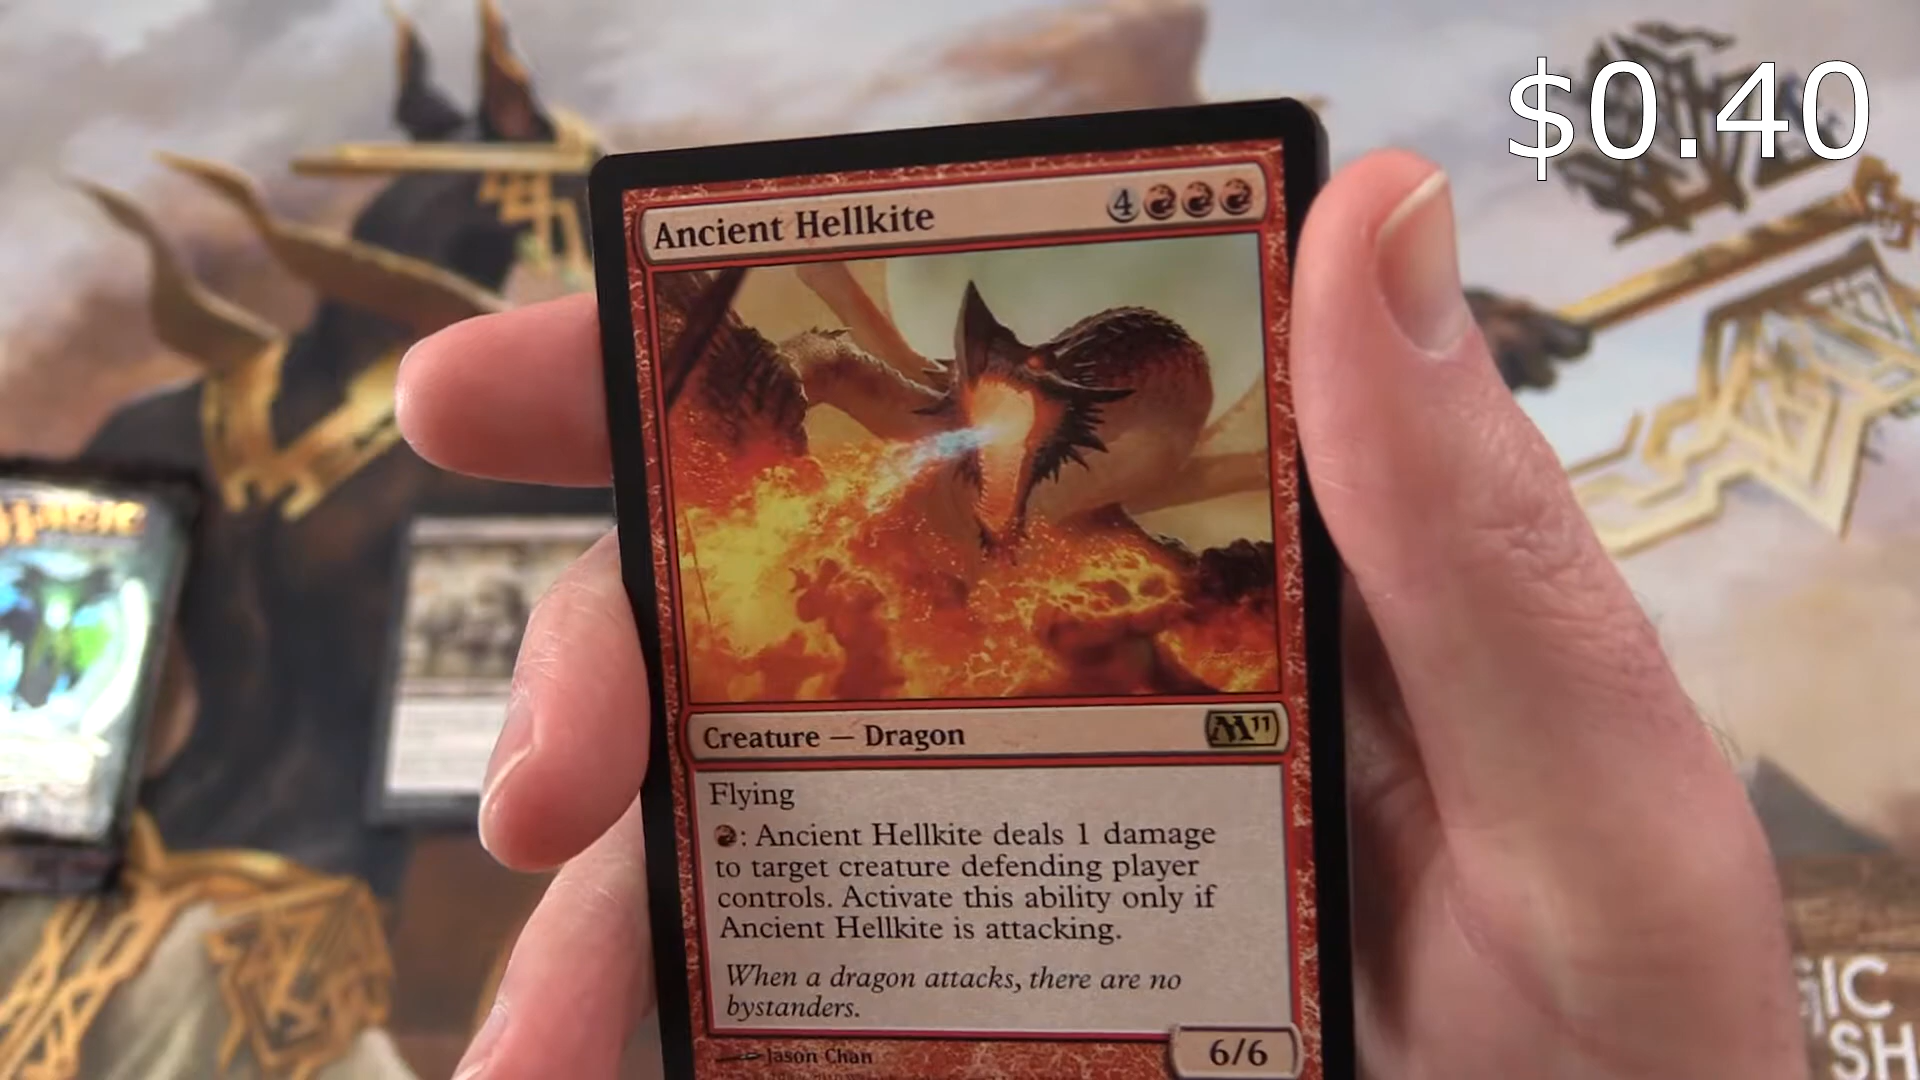 $0.40
Ancient Hellkite
4
Creature — Dragon
M11
Flying
: Ancient Hellkite deals 1 damage
to target creature defending player
controls. Activate this ability only if
Ancient Hellkite is attacking.
When a dragon attacks, there are no
bystanders.
Jason Chan
6/6